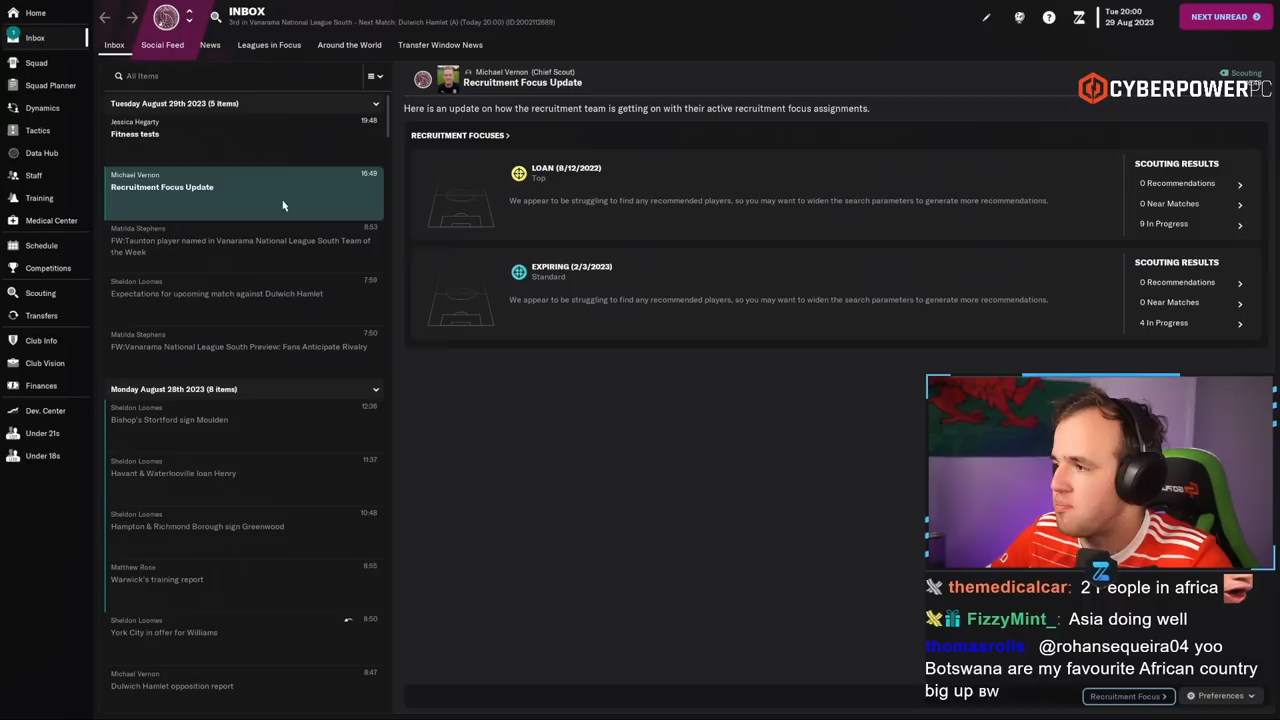 Home
Inbox
Squad
Squad Planner
Dynamics
Tactics
Data Hub
Staff
Training
Medical Center
Schedule
Competitions
Scouting
Transfers
Club Info
Club Vision
Finances
Dev. Center
Under 21s
Under 18s
INBOX
3rd in Vanarama National League South - Next Match: Dulwich Hamlet (A) (Today 20:00) (ID:2002112889)
Tue 20:00
29 Aug 2023
NEXT UNREAD
Inbox
Social Feed
News
Leagues in Focus
Around the World
Transfer Window News
All Items
Tuesday August 29th 2023 (5 items)
Jessica Hegarty 19:48
Fitness tests
Michael Vernon 16:49
Recruitment Focus Update
Matilda Stephens 8:53
FW:Taunton player named in Vanarama National League South Team of
the Week
Sheldon Loomes 7:59
Expectations for upcoming match against Dulwich Hamlet
Matilda Stephens 7:50
FW:Vanarama National League South Preview: Fans Anticipate Rivalry
Monday August 28th 2023 (8 items)
Sheldon Loomes 12:36
Bishop's Stortford sign Moulden
Sheldon Loomes 11:37
Havant & Waterlooville loan Henry
Sheldon Loomes 10:48
Hampton & Richmond Borough sign Greenwood
Matthew Rose 8:55
Warwick's training report
Sheldon Loomes 8:50
York City in offer for Williams
Michael Vernon 8:47
Dulwich Hamlet opposition report
Michael Vernon (Chief Scout)
Recruitment Focus Update
Scouting
CYBERPOWERPC
Here is an update on how the recruitment team is getting on with their active recruitment focus assignments.
RECRUITMENT FOCUSES
LOAN (8/12/2022)
Top
We appear to be struggling to find any recommended players, so you may want to widen the search parameters to generate more recommendations.
SCOUTING RESULTS
0 Recommendations
0 Near Matches
9 In Progress
EXPIRING (2/3/2023)
Standard
We appear to be struggling to find any recommended players, so you may want to widen the search parameters to generate more recommendations.
SCOUTING RESULTS
0 Recommendations
0 Near Matches
4 In Progress
themedicalcar: 2 people in africa
FizzyMint_: Asia doing well
thomasrolls: @rohansequeira04 yoo
Botswana are my favourite African country
big up BW
Recruitment Focus
Preferences